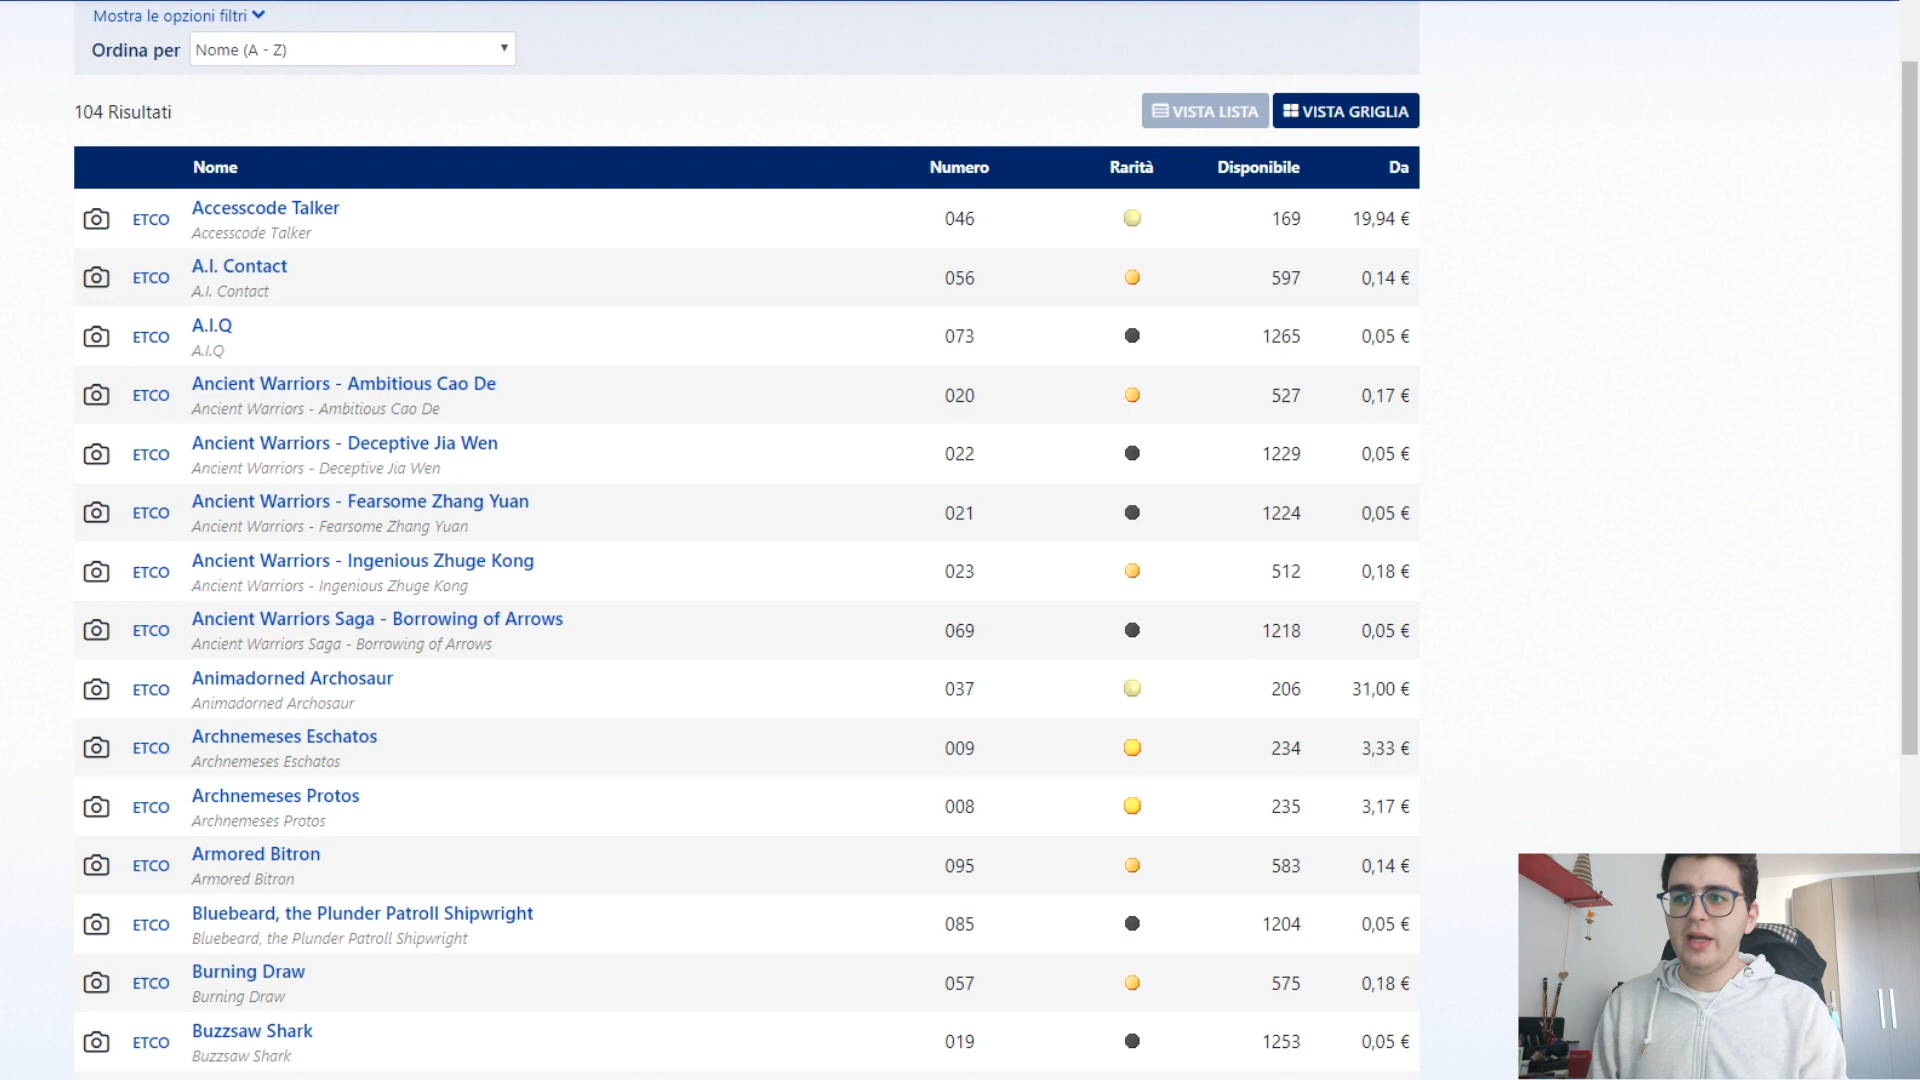 Mostra le opzioni filtri
Ordina per Nome (A - Z)
104 Risultati VISTA LISTA VISTA GRIGLIA
Nome Numero Rarità Disponibile Da
ETCO Accesscode Talker 046 169 19,94 €
Accesscode Talker
ETCO A.I. Contact 056 597 0,14 €
A.I. Contact
ETCO A.I.Q 073 1265 0,05 €
A.I.Q
ETCO Ancient Warriors - Ambitious Cao De 020 527 0,17 €
Ancient Warriors - Ambitious Cao De
ETCO Ancient Warriors - Deceptive Jia Wen 022 1229 0,05 €
Ancient Warriors - Deceptive Jia Wen
ETCO Ancient Warriors - Fearsome Zhang Yuan 021 1224 0,05 €
Ancient Warriors - Fearsome Zhang Yuan
ETCO Ancient Warriors - Ingenious Zhuge Kong 023 512 0,18 €
Ancient Warriors - Ingenious Zhuge Kong
ETCO Ancient Warriors Saga - Borrowing of Arrows 069 1218 0,05 €
Ancient Warriors Saga - Borrowing of Arrows
ETCO Animadorned Archosaur 037 206 31,00 €
Animadorned Archosaur
ETCO Archnemeses Eschatos 009 234 3,33 €
Archnemeses Eschatos
ETCO Archnemeses Protos 008 235 3,17 €
Archnemeses Protos
ETCO Armored Bitron 095 583 0,14 €
Armored Bitron
ETCO Bluebeard, the Plunder Patroll Shipwright 085 1204 0,05 €
Bluebeard, the Plunder Patroll Shipwright
ETCO Burning Draw 057 575 0,18 €
Burning Draw
ETCO Buzzsaw Shark 019 1253 0,05 €
Buzzsaw Shark